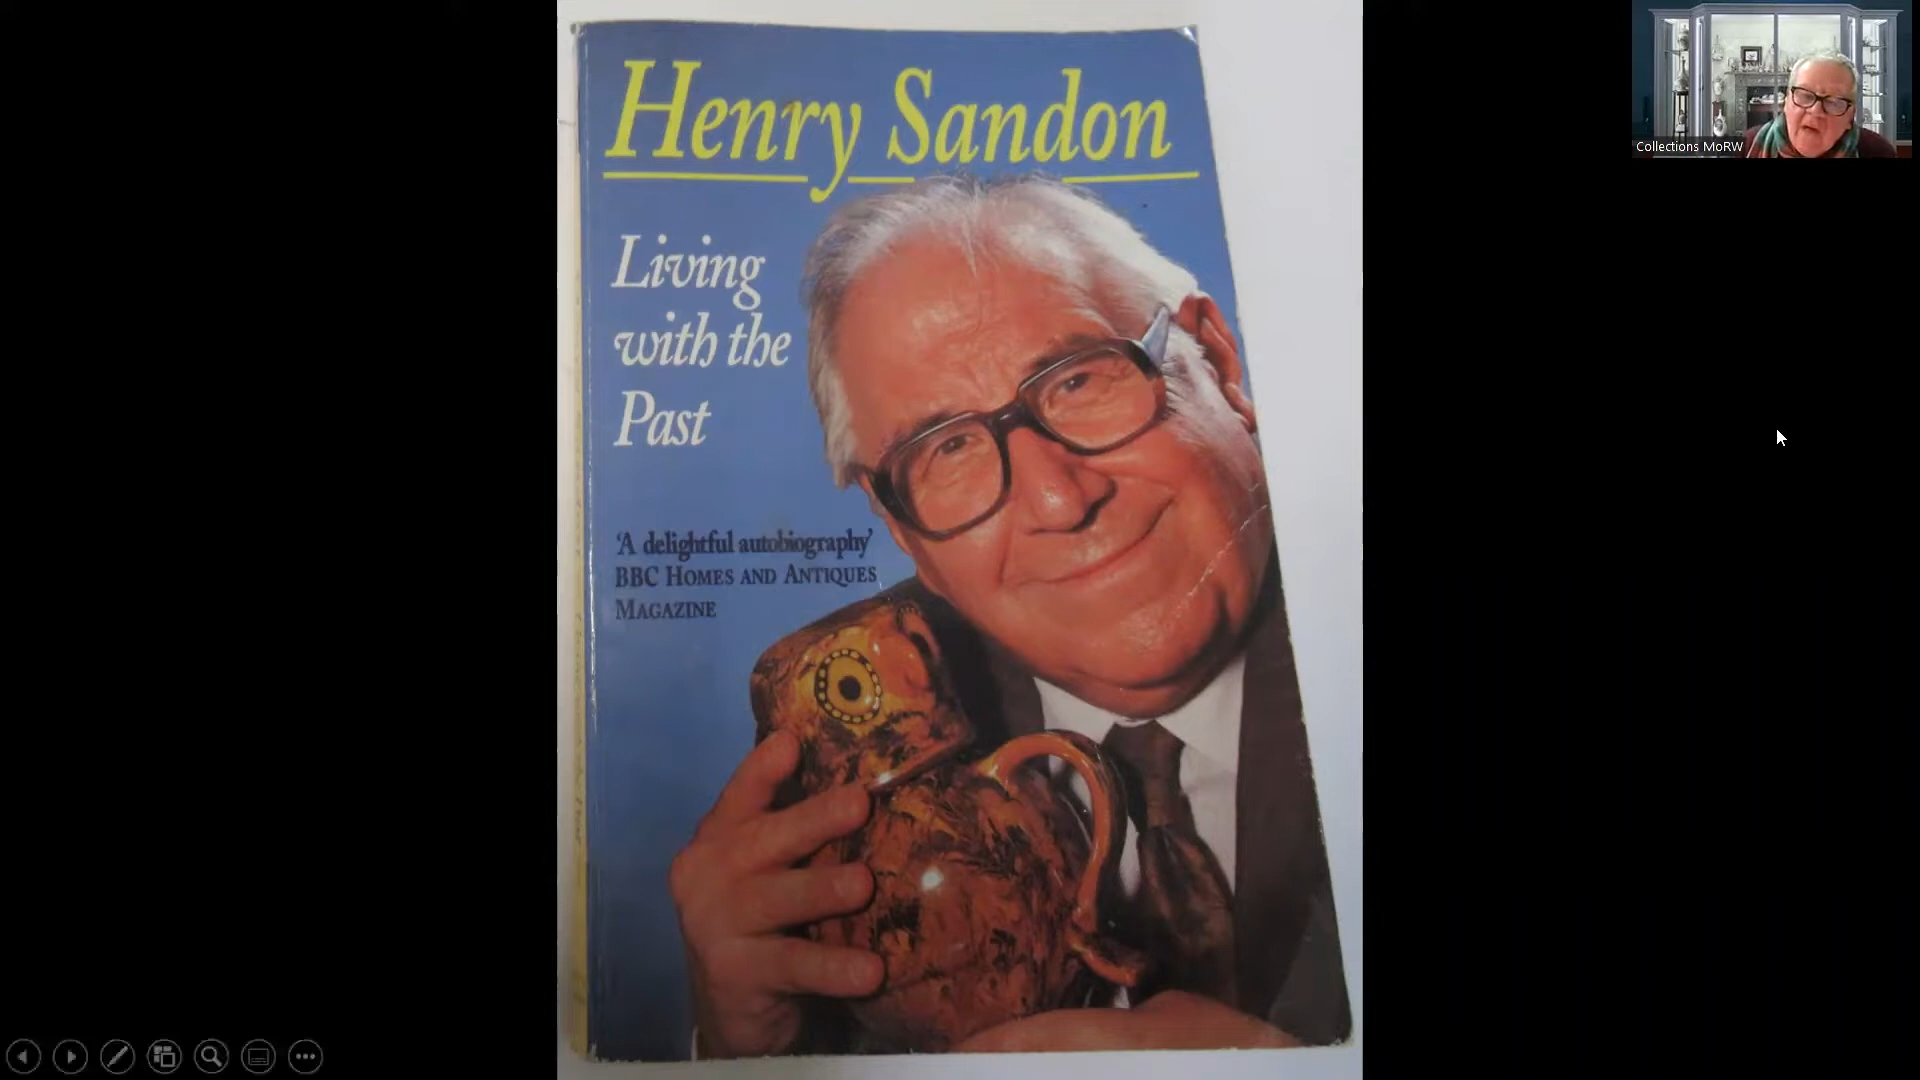 Henry Sandon
Living
with the
Past
'A delightful autobiography'
BBC HOMES AND ANTIQUES
MAGAZINE
Collections MoRW